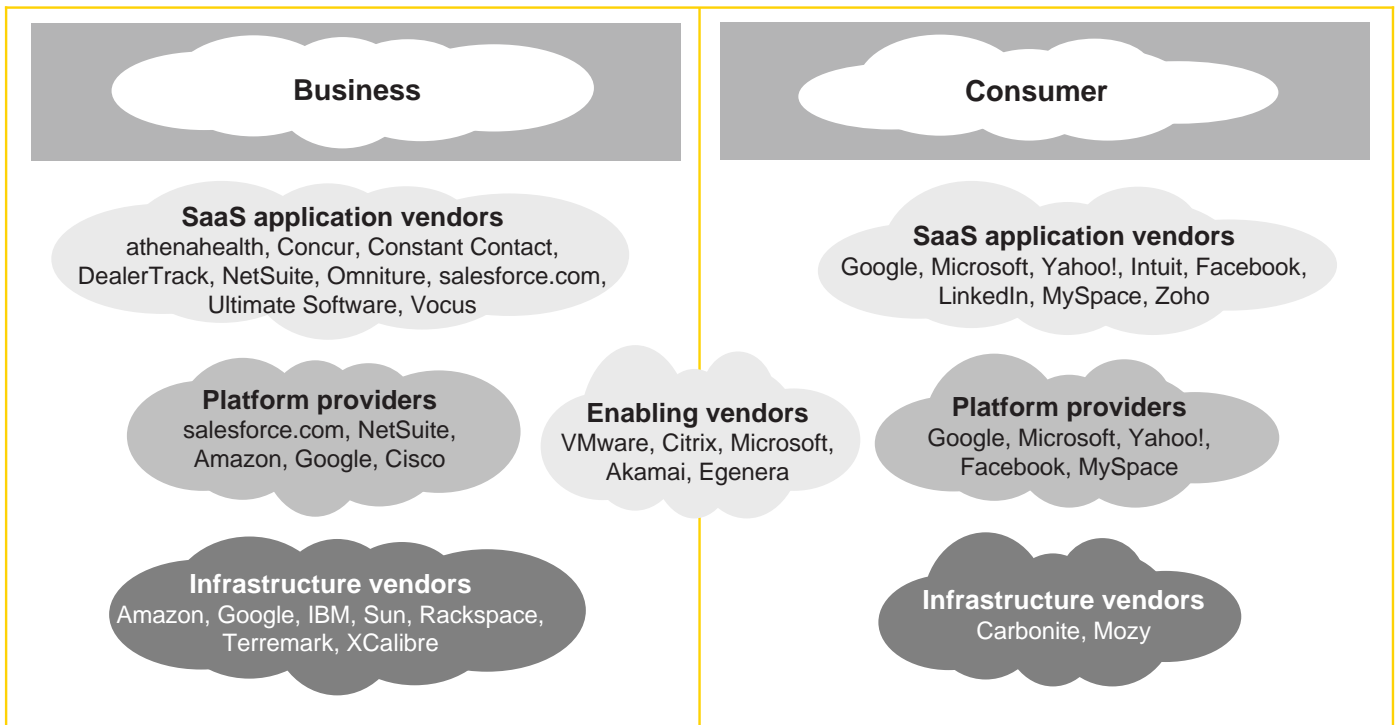 Business
SaaS application vendors
athenahealth, Concur, Constant Contact,
DealerTrack, NetSuite, Omniture, salesforce.com,
Ultimate Software, Vocus
Platform providers
salesforce.com, NetSuite,
Amazon, Google, Cisco
Infrastructure vendors
Amazon, Google, IBM, Sun, Rackspace,
Terremark, XCalibre
Enabling vendors
VMware, Citrix, Microsoft,
Akamai, Egenera
Consumer
SaaS application vendors
Google, Microsoft, Yahoo!, Intuit, Facebook,
LinkedIn, MySpace, Zoho
Platform providers
Google, Microsoft, Yahoo!,
Facebook, MySpace
Infrastructure vendors
Carbonite, Mozy